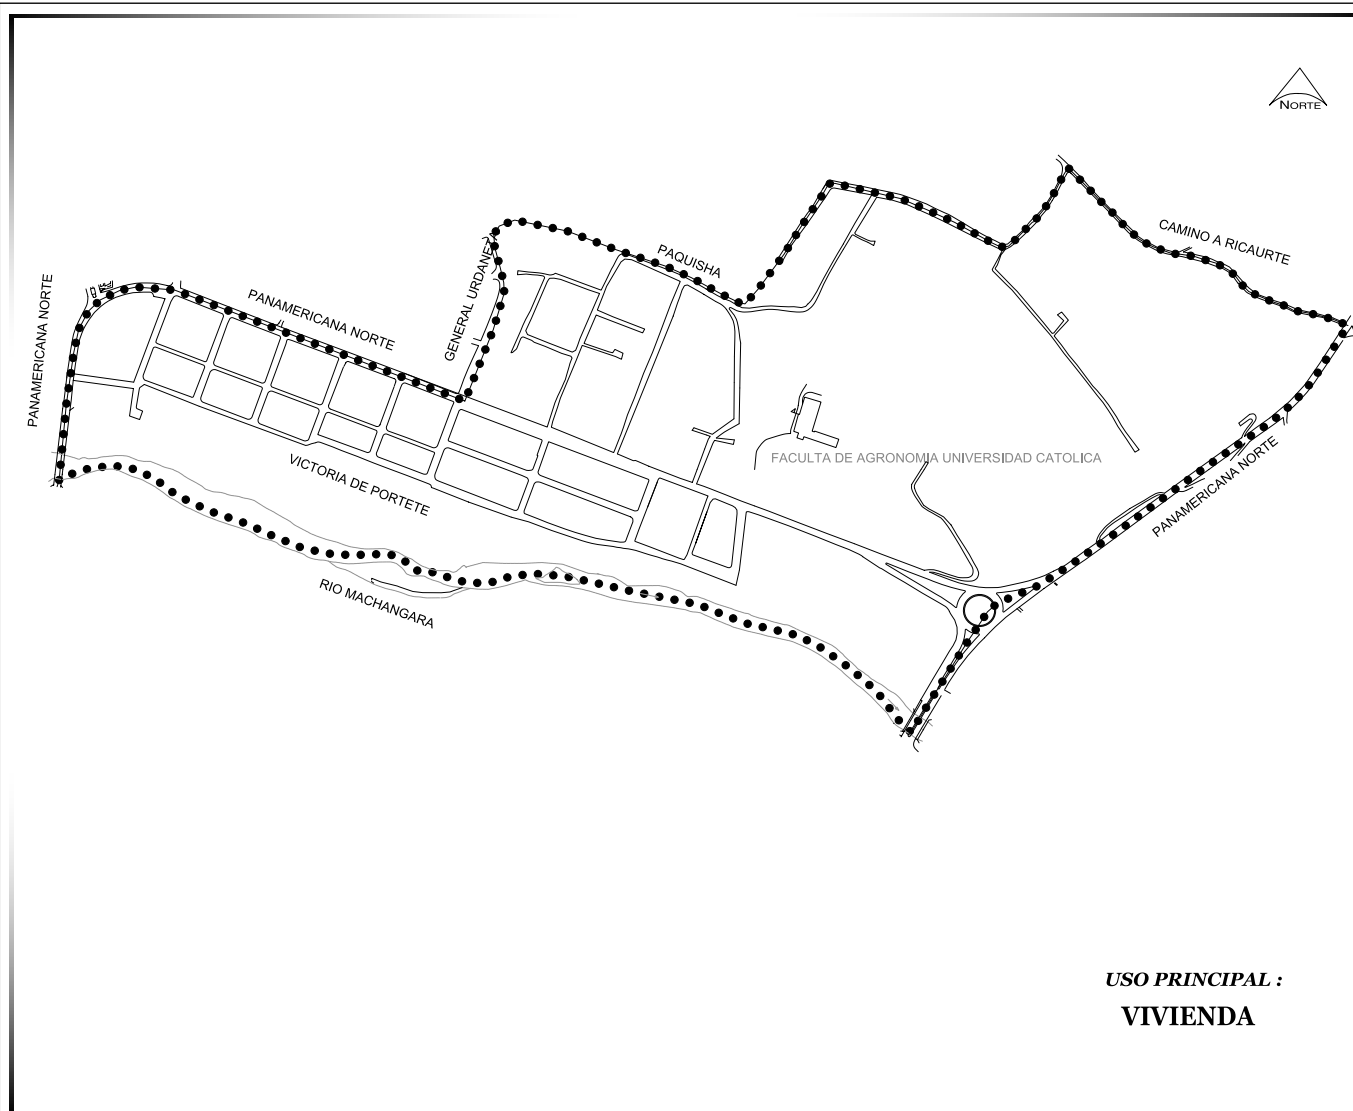 NORTE
CAMINO A RICAURTE
PAQUISHA
GENERAL URDANET
PANAMERICANA NORTE
PANAMERICANA NORTE
FACULTA DE AGRONOMIA UNIVERSIDAD CATOLICA
PANAMERICANA NORTE
VICTORIA DE PORTETE
RIO MACHANGARA
USO PRINCIPAL :
VIVIENDA